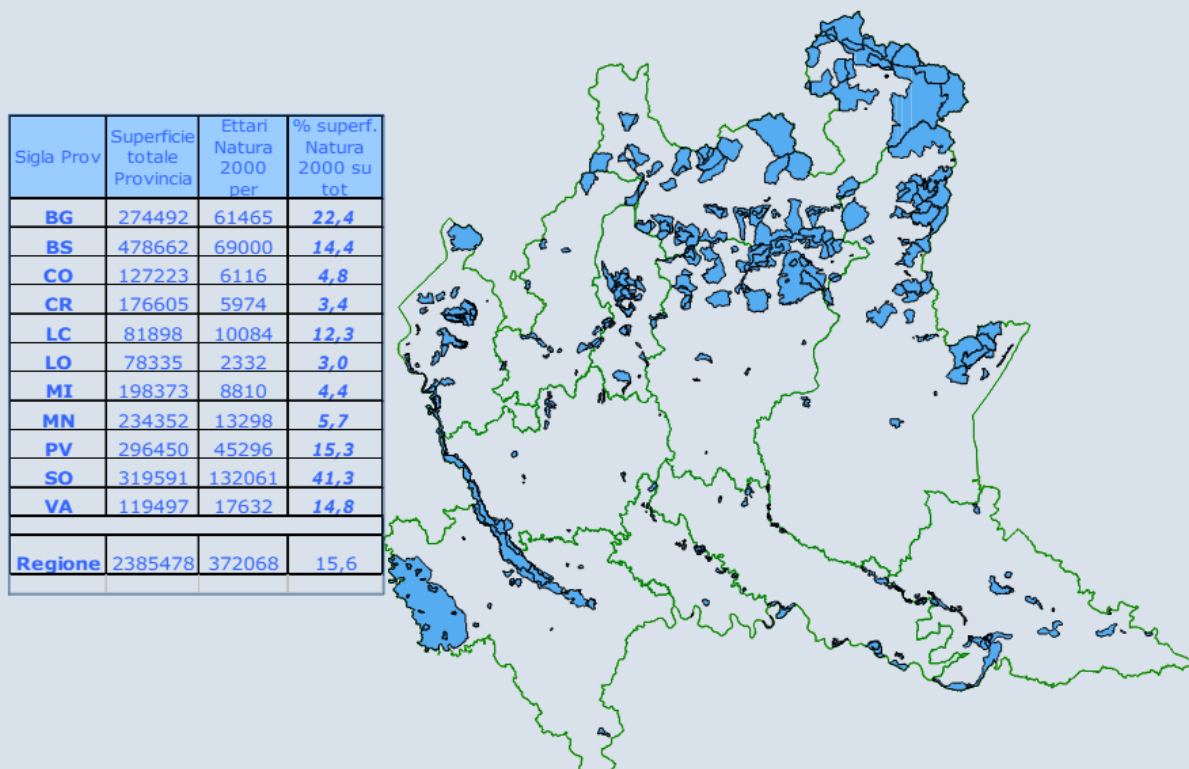 Sigla Prov Superficie totale Provincia Ettari Natura 2000 per % superf. Natura 2000 su tot
BG 274492 61465 22,4
BS 478662 69000 14,4
CO 127223 6116 4,8
CR 176605 5974 3,4
LC 81898 10084 12,3
LO 78335 2332 3,0
MI 198373 8810 4,4
MN 234352 13298 5,7
PV 296450 45296 15,3
SO 319591 132061 41,3
VA 119497 17632 14,8
Regione 2385478 372068 15,6